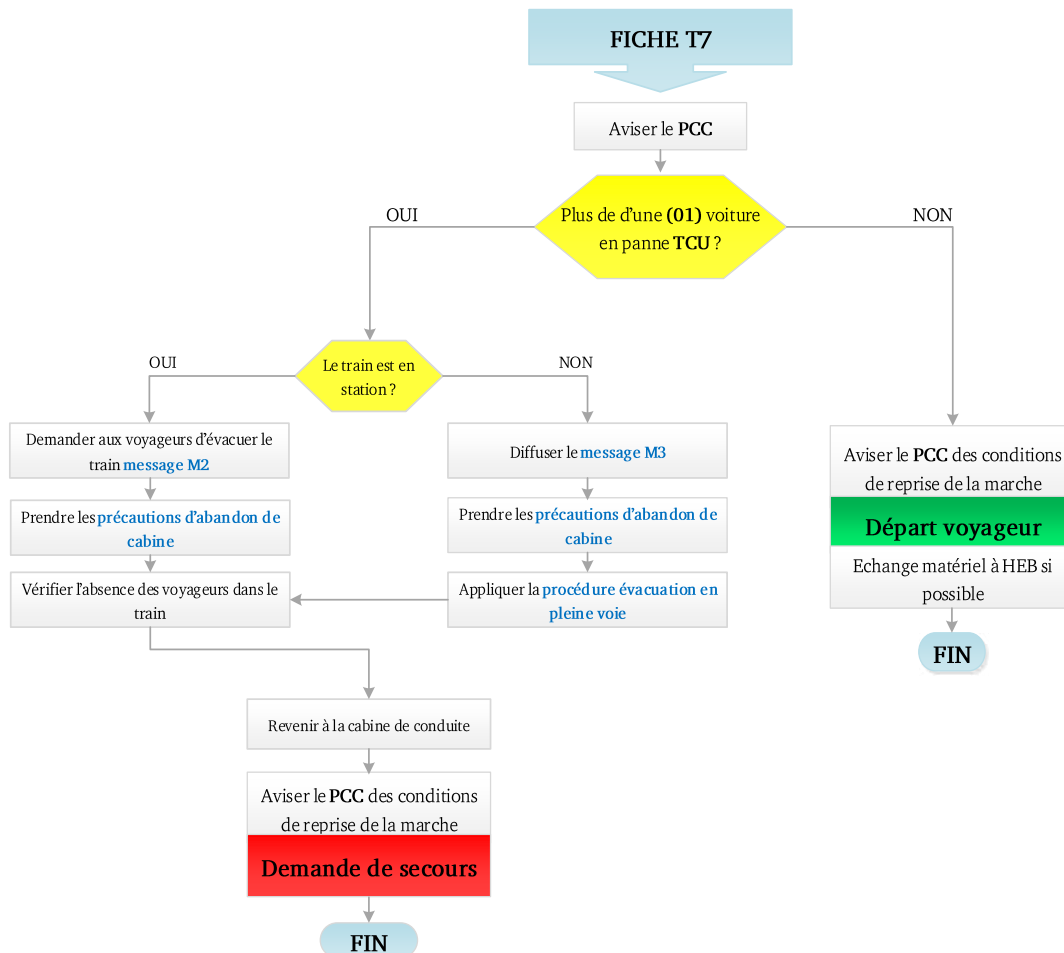 FICHE T7
Aviser le PCC
Plus de d'une (01) voiture
en panne TCU ?
OUI
NON
Le train est en
station ?
OUI
NON
Demander aux voyageurs d'évacuer le
train message M2
Prendre les précautions d'abandon de
cabine
Vérifier l'absence des voyageurs dans le
train
Diffuser le message M3
Prendre les précautions d'abandon de
cabine
Appliquer la procédure évacuation en
pleine voie
Revenir à la cabine de conduite
Aviser le PCC des conditions
de reprise de la marche
Demande de secours
FIN
Aviser le PCC des conditions
de reprise de la marche
Départ voyageur
Echange matériel à HEB si
possible
FIN